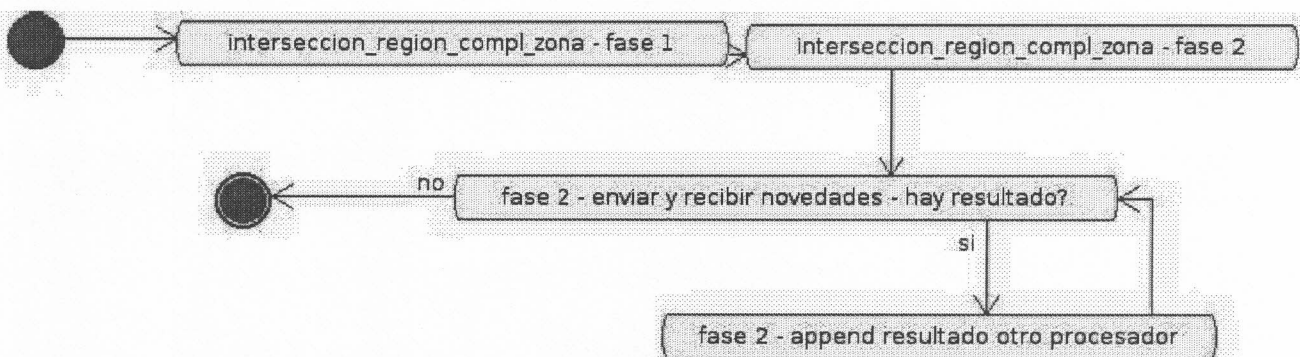 interseccion_region_compl_zona - fase 1
interseccion_region_compl_zona - fase 2
no
fase 2 - enviar y recibir novedades - hay resultado?
si
fase 2 - append resultado otro procesador